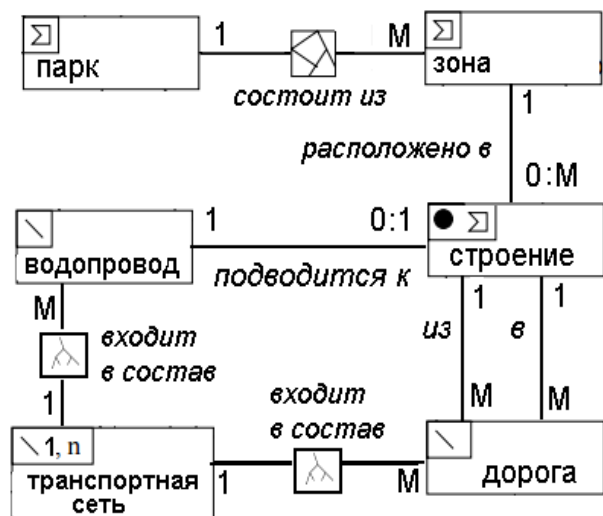 Σ
парк
1
M
состоит из
Σ
зона
1
расположено в
0:M
\
водопровод
1
0:1
подводится к
● Σ
строение
M
входит
в состав
1
1
1
из
в
M
M
\ 1, n
транспортная
сеть
1
входит
в состав
M
\
дорога